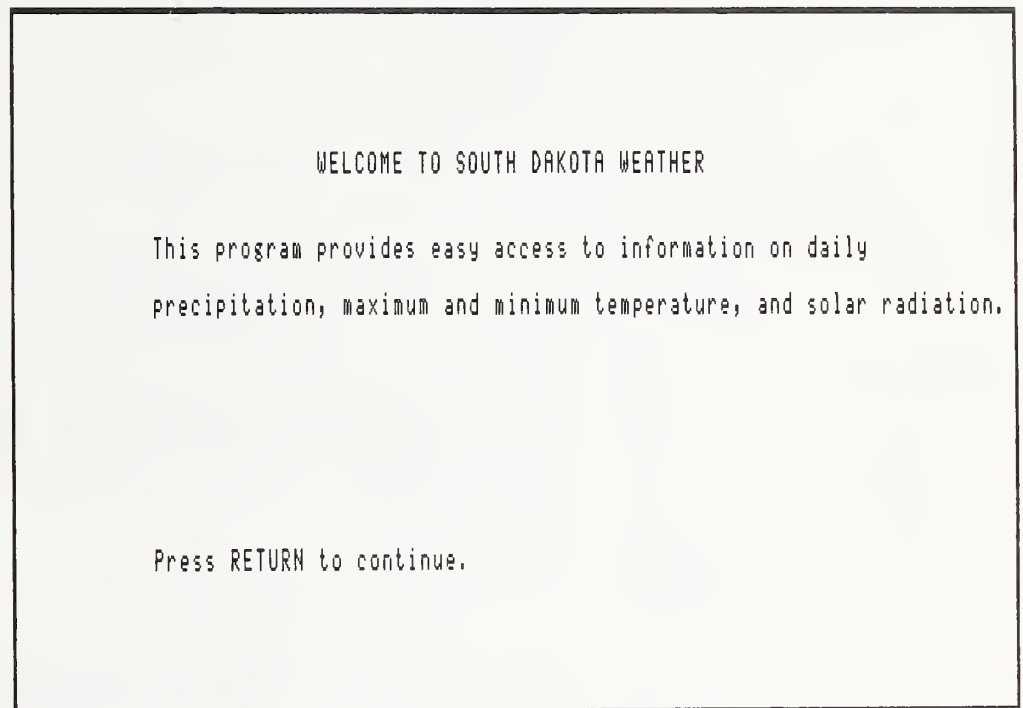 WELCOME TO SOUTH DAKOTA WEATHER
This program provides easy access to information on daily
precipitation, maximum and minimum temperature, and solar radiation.
Press RETURN to continue.